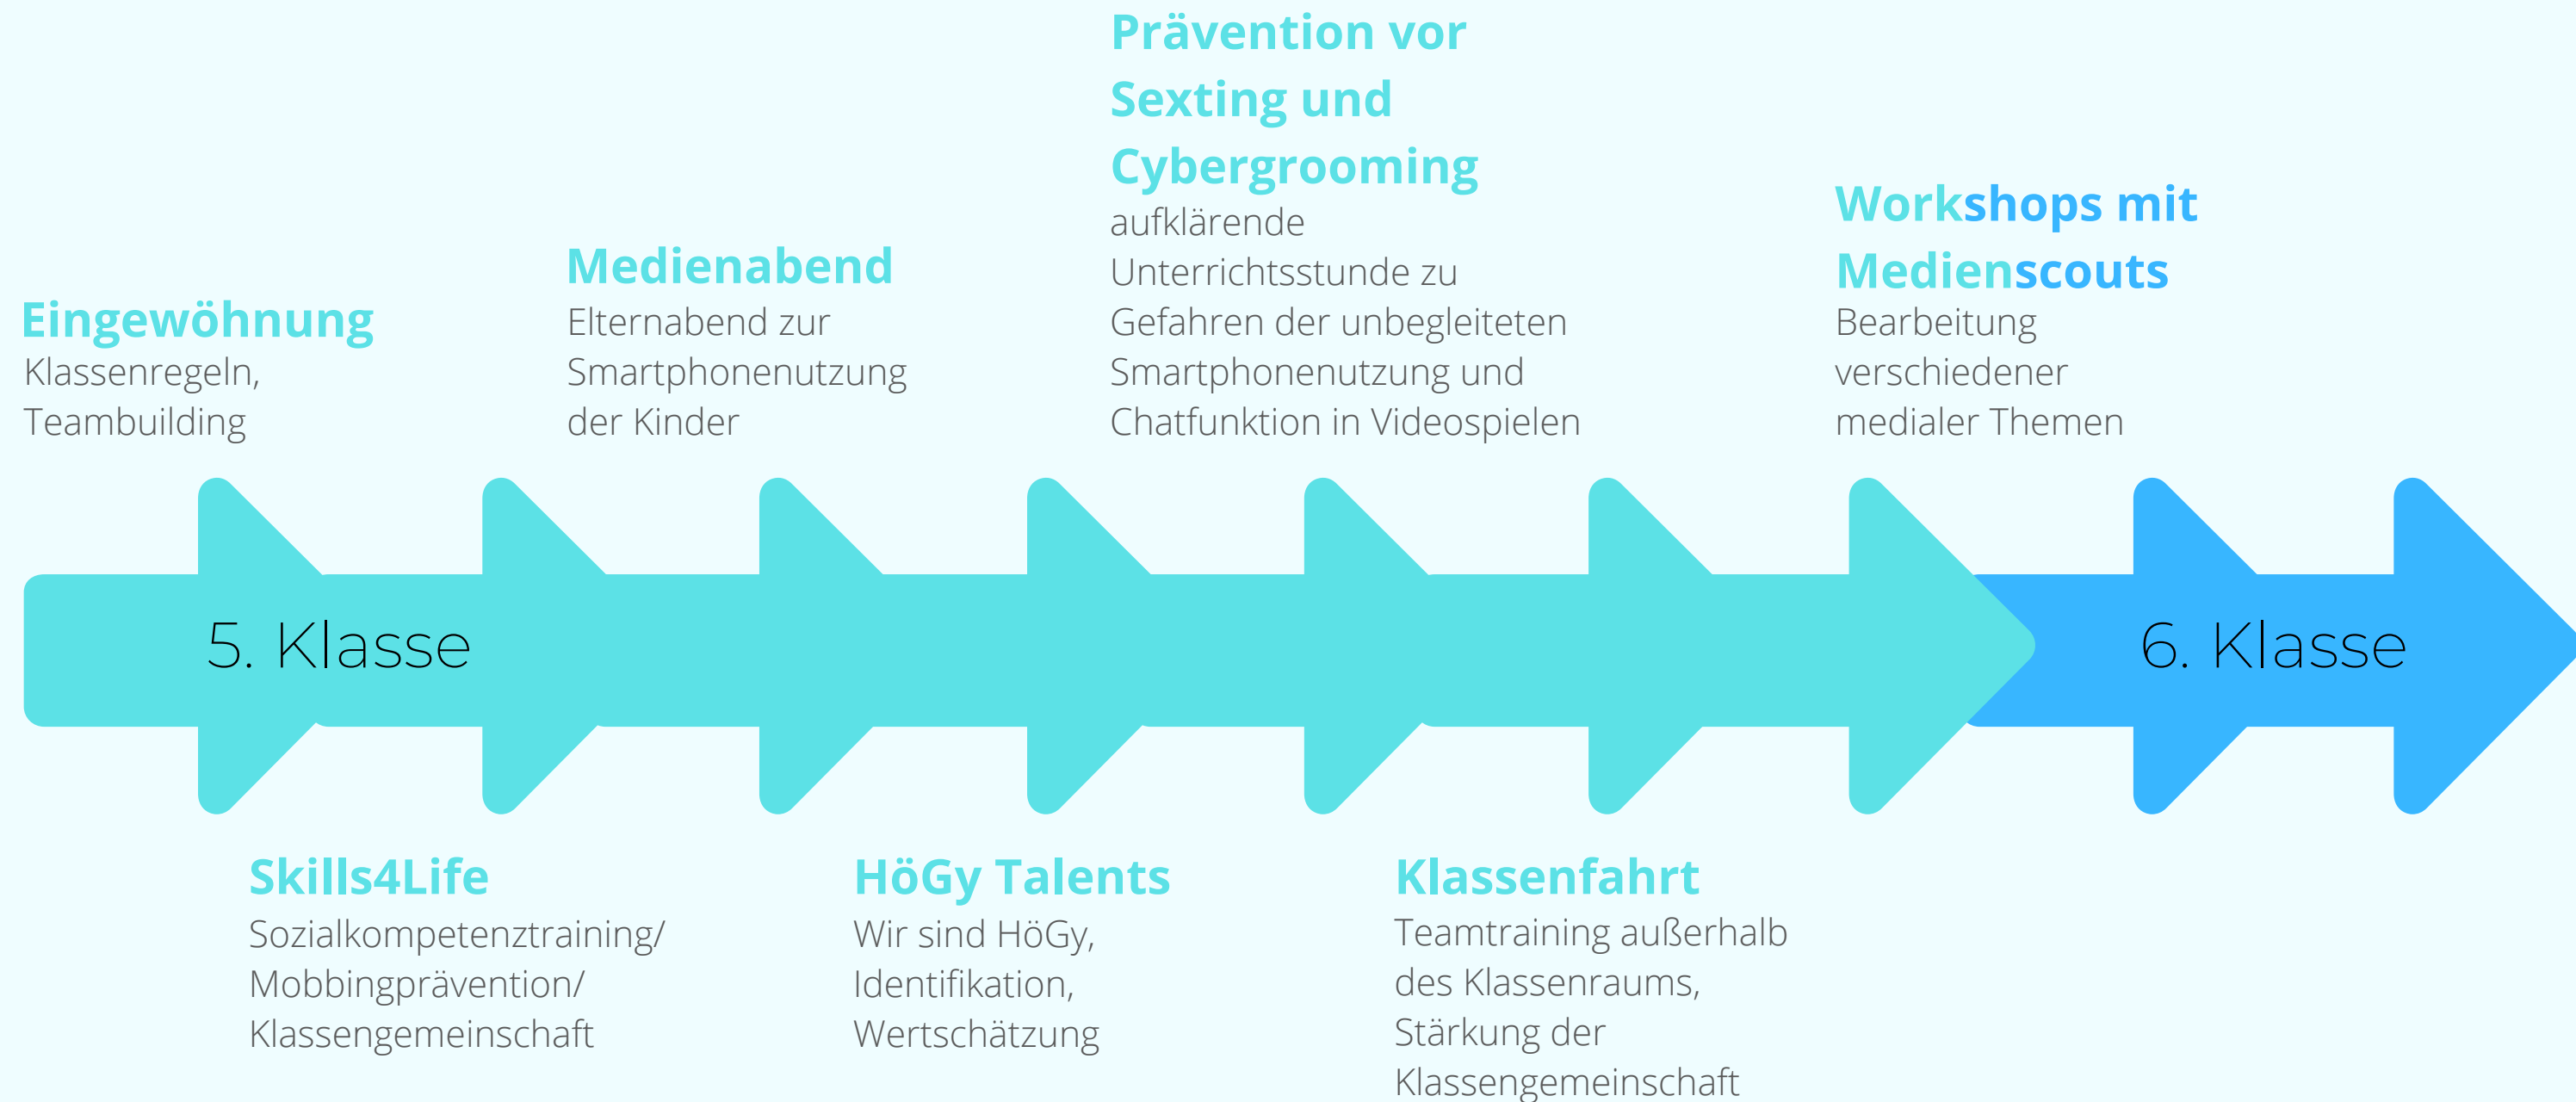 Eingewöhnung
Klassenregeln,
Teambuilding
Medienabend
Elternabend zur
Smartphonenutzung
der Kinder
Prävention vor
Sexting und
Cybergrooming
aufklärende
Unterrichtsstunde zu
Gefahren der unbegleiteten
Smartphonenutzung und
Chatfunktion in Videospielen
Workshops mit
Medienscouts
Bearbeitung
verschiedener
medialer Themen
5. Klasse
6. Klasse
Skills4Life
Sozialkompetenztraining/
Mobbingprävention/
Klassengemeinschaft
HöGy Talents
Wir sind HöGy,
Identifikation,
Wertschätzung
Klassenfahrt
Teamtraining außerhalb
des Klassenraums,
Stärkung der
Klassengemeinschaft